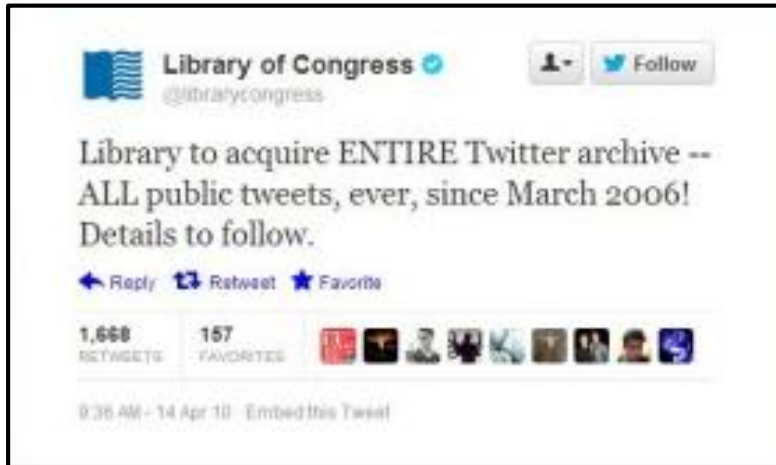 Library of Congress
@librarycongress
Follow
Library to acquire ENTIRE Twitter archive --
ALL public tweets, ever, since March 2006!
Details to follow.
Reply Retweet Favorite
1,668 157
RETWEETS FAVORITES
9:36 AM - 14 Apr 10 Embed this Tweet